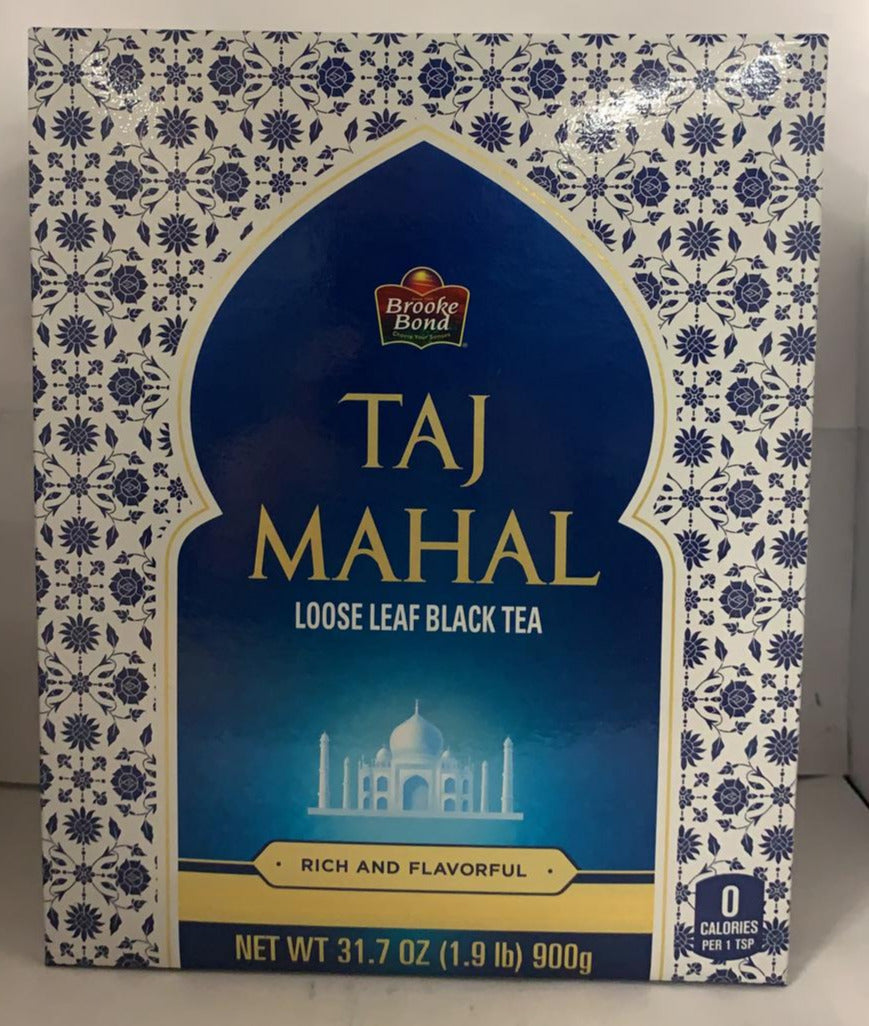 Brooke
Bond
TAJ
MAHAL
LOOSE LEAF BLACK TEA
RICH AND FLAVORFUL
0
CALORIES
PER 1 TSP
NET WT 31.7 OZ (1.9 lb) 900g